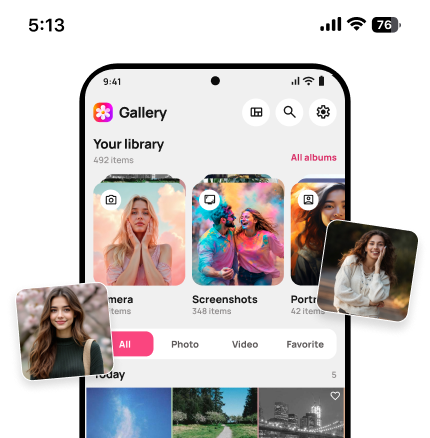 5:13
76
9:41
Gallery
Your library
492 items
All albums
mera
Screenshots
Portr
items
348 items
42 items
All
Photo
Video
Favorite
Today
5